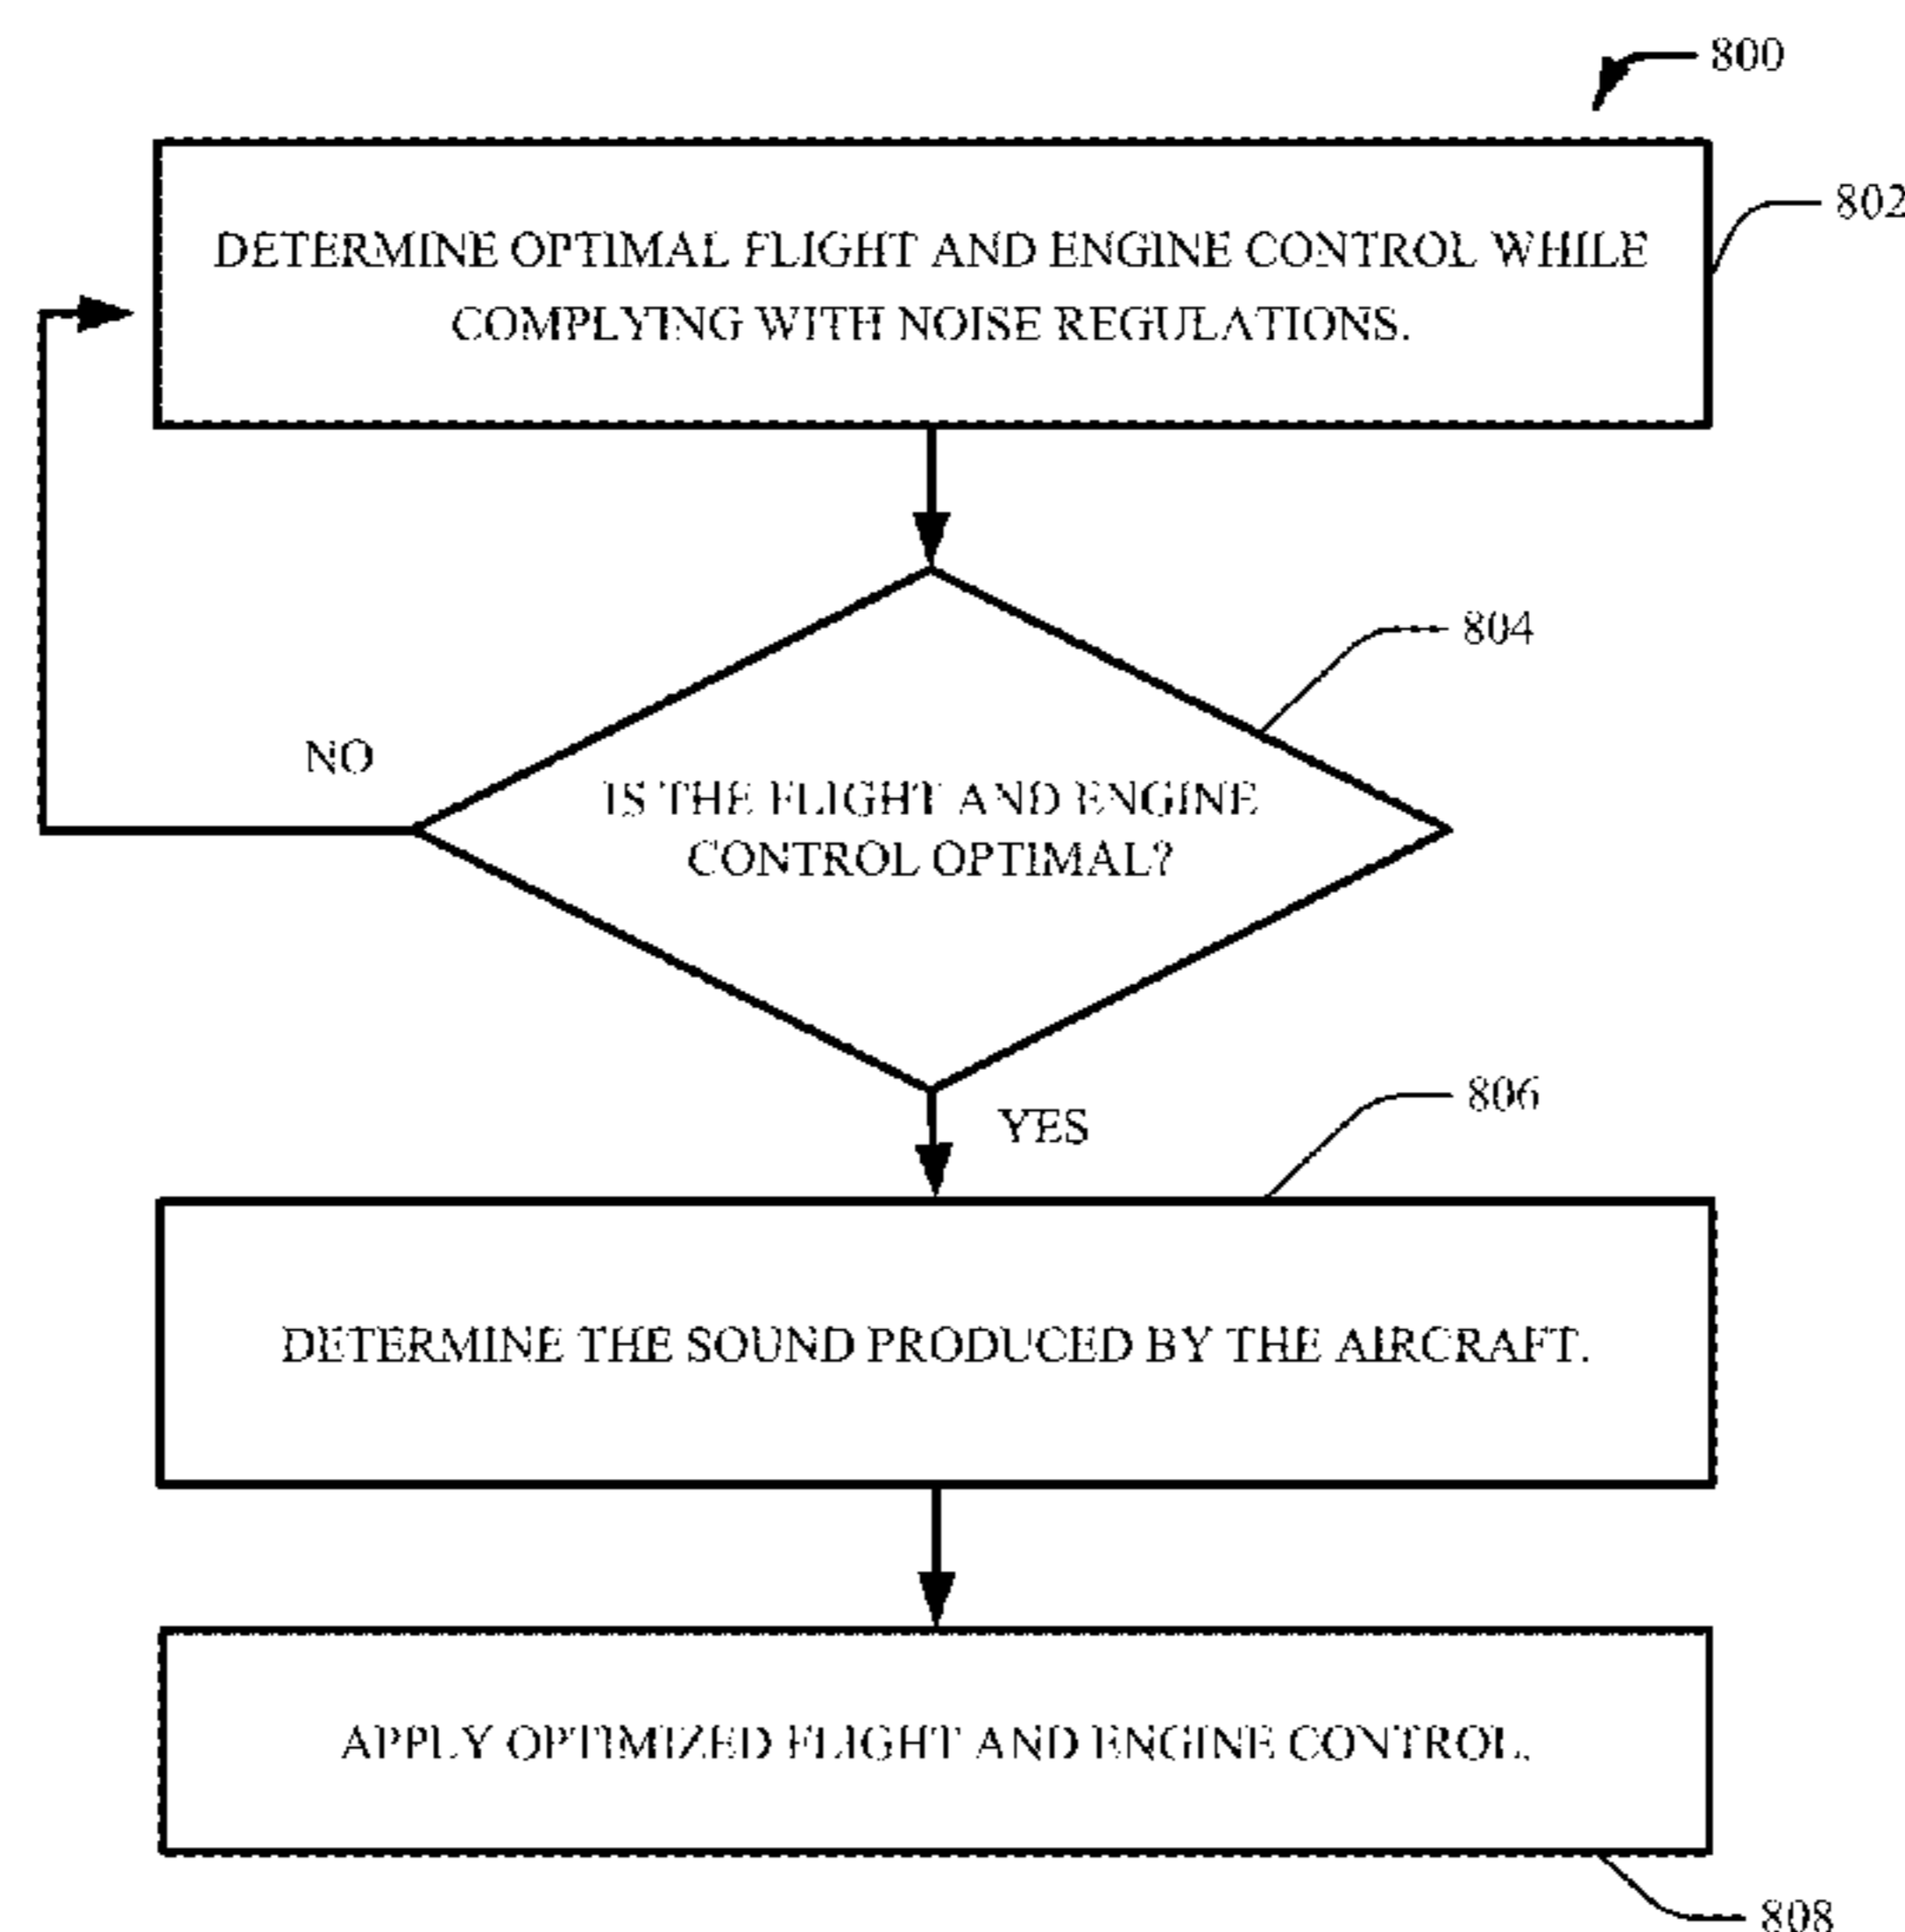 800
802
DETERMINE OPTIMAL FLIGHT AND ENGINE CONTROL WHILE
COMPLYING WITH NOISE REGULATIONS.
804
NO
IS THE FLIGHT AND ENGINE
CONTROL OPTIMAL?
806
YES
DETERMINE THE SOUND PRODUCED BY THE AIRCRAFT.
APPLY OPTIMIZED FLIGHT AND ENGINE CONTROL.
808